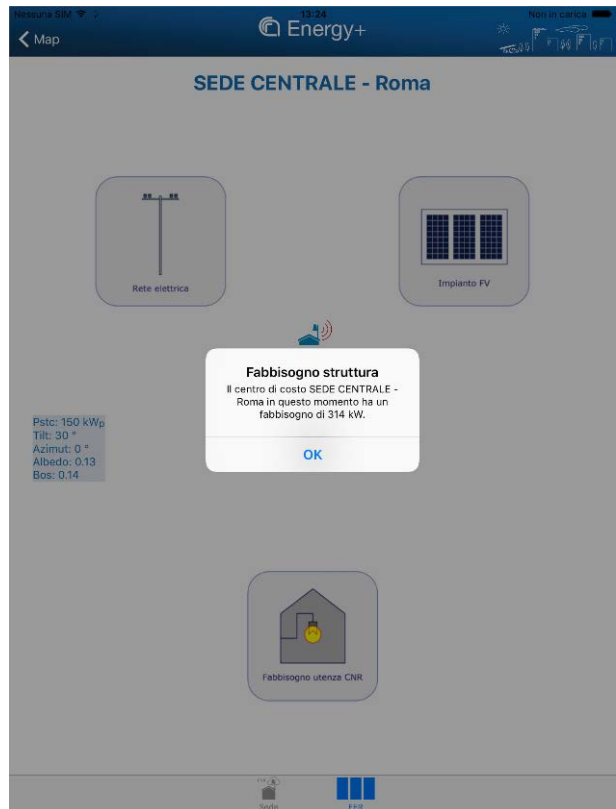 Nessuna SIM
13:24
Non in carica
Map
Energy+
SEDE CENTRALE - Roma
Rete elettrica
Impianto FV
Fabbisogno struttura
Il centro di costo SEDE CENTRALE -
Roma in questo momento ha un
fabbisogno di 314 kW.
OK
Pstc: 150 kWp
Tilt: 30 °
Azimut: 0 °
Albedo: 0.13
Bos: 0.14
Fabbisogno utenza CNR
Sede
FER